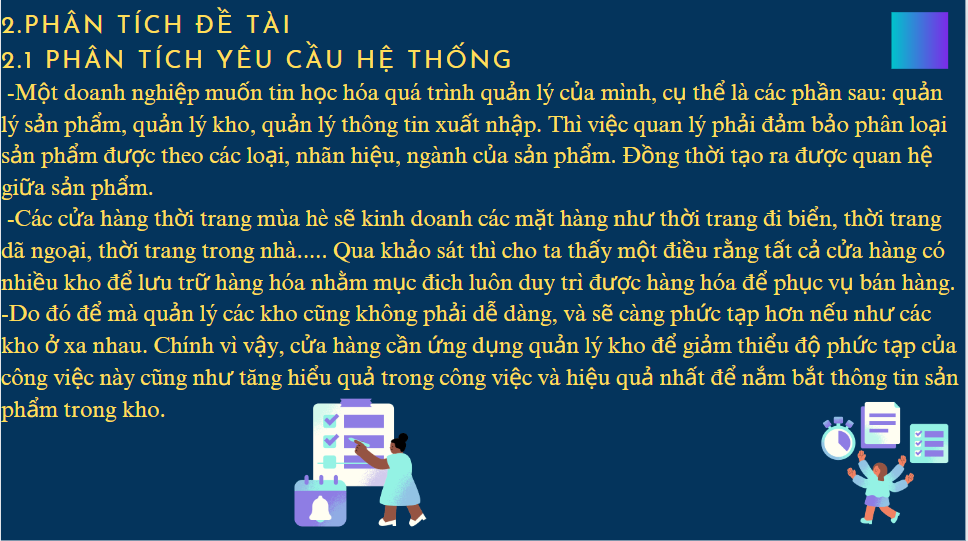 2.PHÂN TÍCH ĐỀ TÀI
2.1 PHÂN TÍCH YÊU CẦU HỆ THỐNG
-Một doanh nghiệp muốn tin học hóa quá trình quản lý của mình, cụ thể là các phần sau: quản
lý sản phẩm, quản lý kho, quản lý thông tin xuất nhập. Thì việc quan lý phải đảm bảo phân loại
sản phẩm được theo các loại, nhãn hiệu, ngành của sản phẩm. Đồng thời tạo ra được quan hệ
giữa sản phẩm.
-Các cửa hàng thời trang mùa hè sẽ kinh doanh các mặt hàng như thời trang đi biển, thời trang
dã ngoại, thời trang trong nhà..... Qua khảo sát thì cho ta thấy một điều rằng tất cả cửa hàng có
nhiều kho để lưu trữ hàng hóa nhằm mục đich luôn duy trì được hàng hóa để phục vụ bán hàng.
-Do đó để mà quản lý các kho cũng không phải dễ dàng, và sẽ càng phức tạp hơn nếu như các
kho ở xa nhau. Chính vì vậy, cửa hàng cần ứng dụng quản lý kho để giảm thiểu độ phức tạp của
công việc này cũng như tăng hiểu quả trong công việc và hiệu quả nhất để nắm bắt thông tin sản
phẩm trong kho.